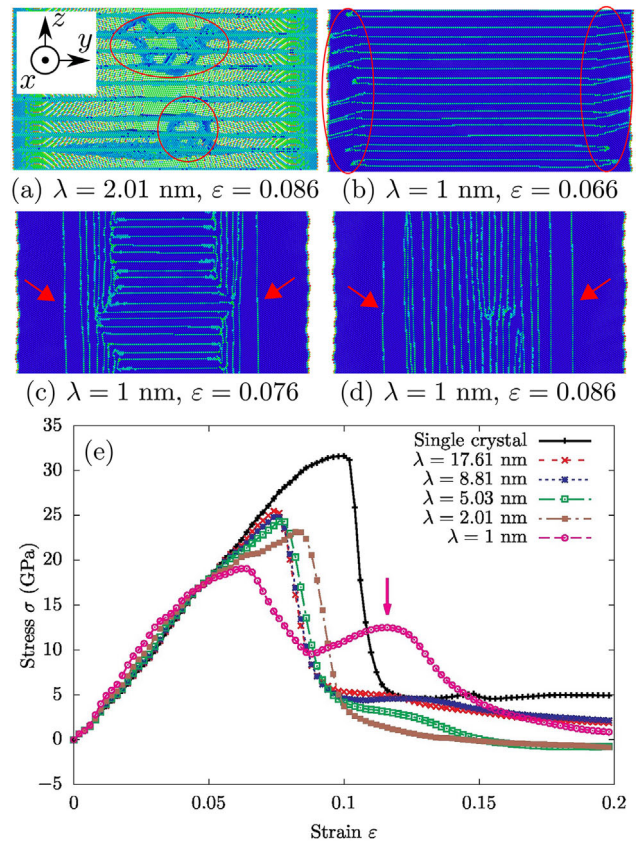 z
y
x
(a) λ = 2.01 nm, ε = 0.086
(b) λ = 1 nm, ε = 0.066
(c) λ = 1 nm, ε = 0.076
(d) λ = 1 nm, ε = 0.086
(e)
Single crystal
λ = 17.61 nm
λ = 8.81 nm
λ = 5.03 nm
λ = 2.01 nm
λ = 1 nm
Stress σ (GPa)
35
30
25
20
15
10
5
0
−5
0
0.05
0.1
0.15
0.2
Strain ε